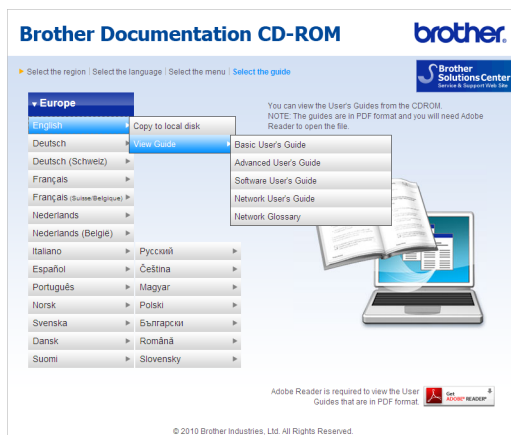 Brother Documentation CD-ROM
brother.
Select the region | Select the language | Select the menu | Select the guide
Brother
SolutionsCenter
Service & Support Web Site
Europe
You can view the User's Guides from the CDROM.
NOTE: The guides are in PDF format and you will need Adobe
Reader to open the file.
English
Copy to local disk
Deutsch
View Guide
Basic User's Guide
Deutsch (Schweiz)
Advanced User's Guide
Français
Software User's Guide
Français (Suisse/Belgique)
Network User's Guide
Nederlands
Network Glossary
Nederlands (België)
Italiano
Русский
Español
Čeština
Português
Magyar
Norsk
Polski
Svenska
Български
Dansk
Română
Suomi
Slovensky
Adobe Reader is required to view the User
Guides that are in PDF format.
Get
ADOBE® READER®
© 2010 Brother Industries, Ltd. All Rights Reserved.